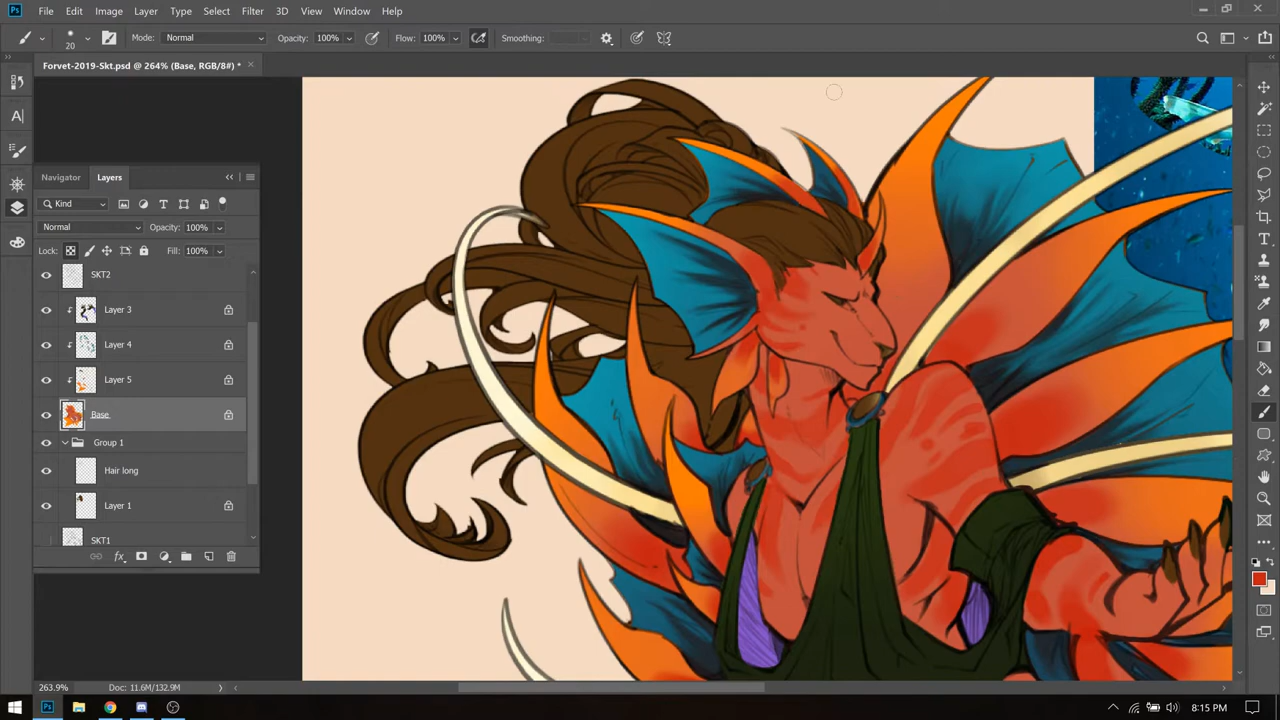 Ps File Edit Image Layer Type Select Filter 3D View Window Help
20 Mode: Normal Opacity: 100% Flow: 100% Smoothing:
Forvet-2019-Skt.psd @ 264% (Base, RGB/8#) *
Navigator Layers
Kind
Normal Opacity: 100%
Lock: Fill: 100%
SKT2
Layer 3
Layer 4
Layer 5
Base
Group 1
Hair long
Layer 1
SKT1
263.9% Doc: 11.6M/132.9M
Ps 8:15 PM